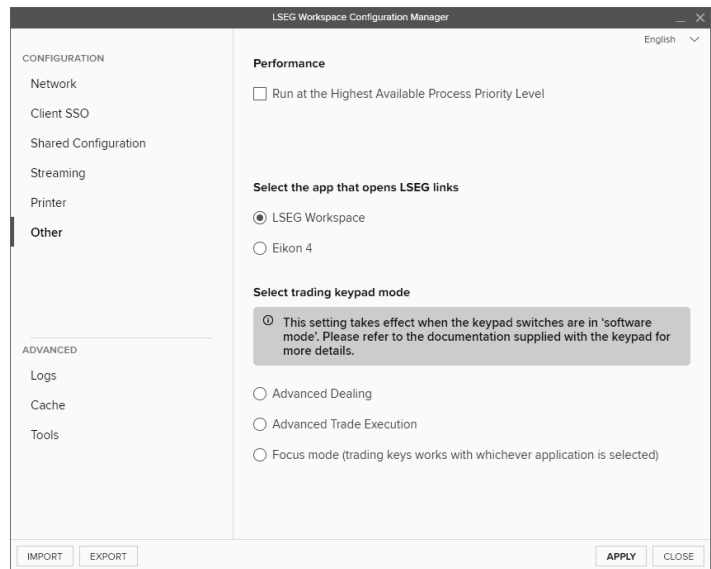 LSEG Workspace Configuration Manager
English
CONFIGURATION
Network
Client SSO
Shared Configuration
Streaming
Printer
Other
ADVANCED
Logs
Cache
Tools
Performance
Run at the Highest Available Process Priority Level
Select the app that opens LSEG links
LSEG Workspace
Eikon 4
Select trading keypad mode
This setting takes effect when the keypad switches are in ‘software
mode’. Please refer to the documentation supplied with the keypad for
more details.
Advanced Dealing
Advanced Trade Execution
Focus mode (trading keys works with whichever application is selected)
IMPORT
EXPORT
APPLY
CLOSE